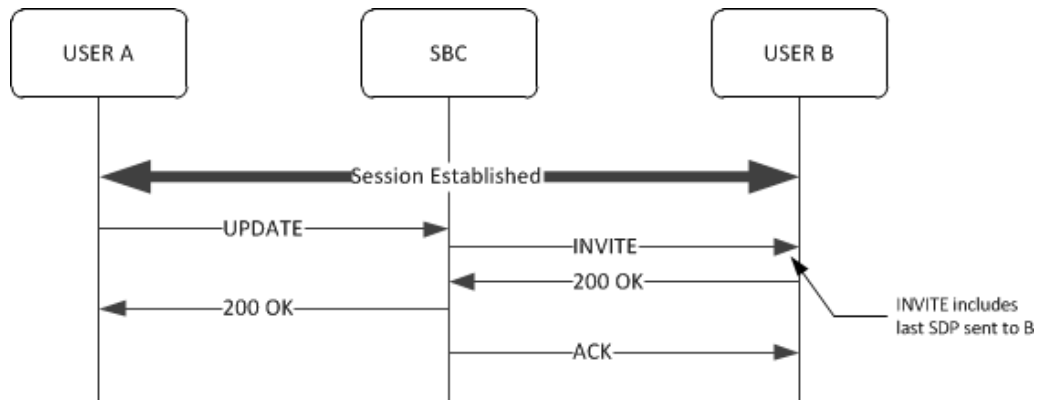 USER A
SBC
USER B
Session Established
UPDATE
INVITE
200 OK
200 OK
INVITE includes
last SDP sent to B
ACK